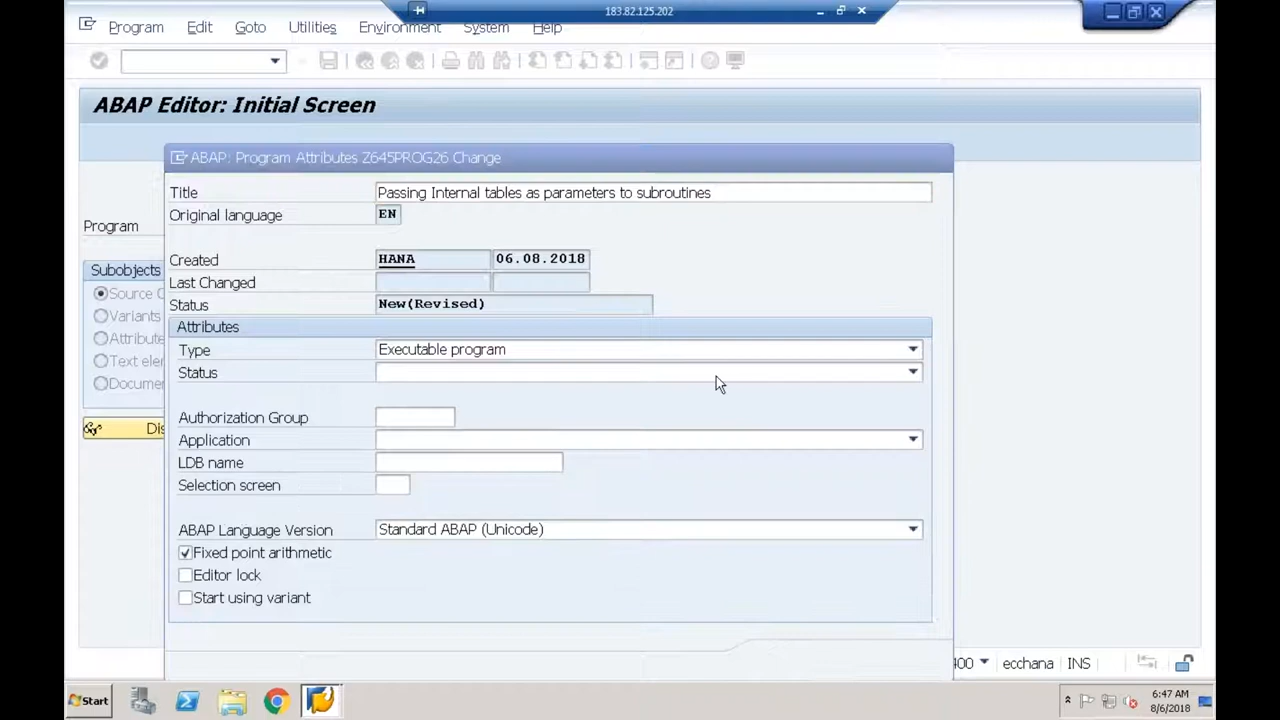 183.82.125.202
Program Edit Goto Utilities Environment System Help
ABAP Editor: Initial Screen
ABAP: Program Attributes Z645PROG26 Change
Title Passing Internal tables as parameters to subroutines
Original language EN
Program
Created HANA 06.08.2018
Subobjects
Last Changed
Source C
Status New(Revised)
Variants
Attributes
Attribute
Type Executable program
Text elem
Status
Docume
Authorization Group
Dis
Application
LDB name
Selection screen
ABAP Language Version Standard ABAP (Unicode)
Fixed point arithmetic
Editor lock
Start using variant
400 ecchana INS
Start
6:47 AM
8/6/2018